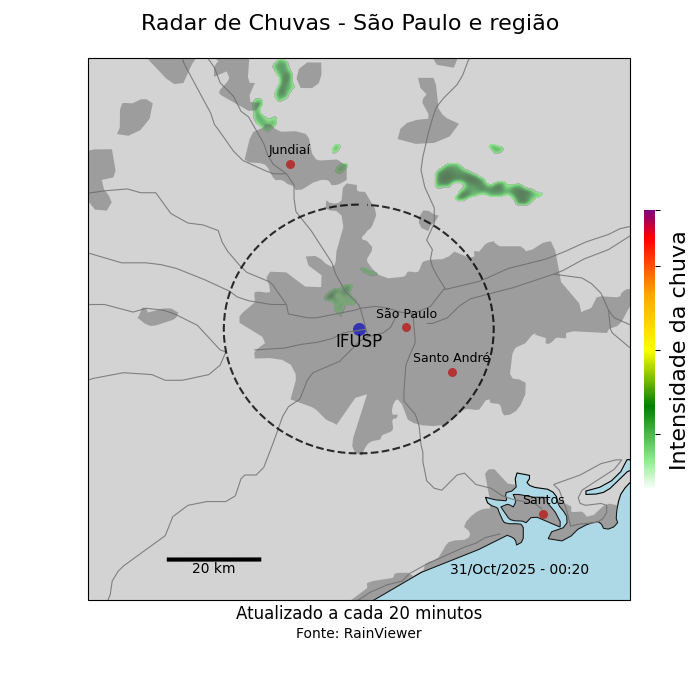 Radar de Chuvas - São Paulo e região
Jundiaí
São Paulo
IFUSP
Santo André
Santos
20 km
31/Oct/2025 - 00:20
Intensidade da chuva
Atualizado a cada 20 minutos
Fonte: RainViewer